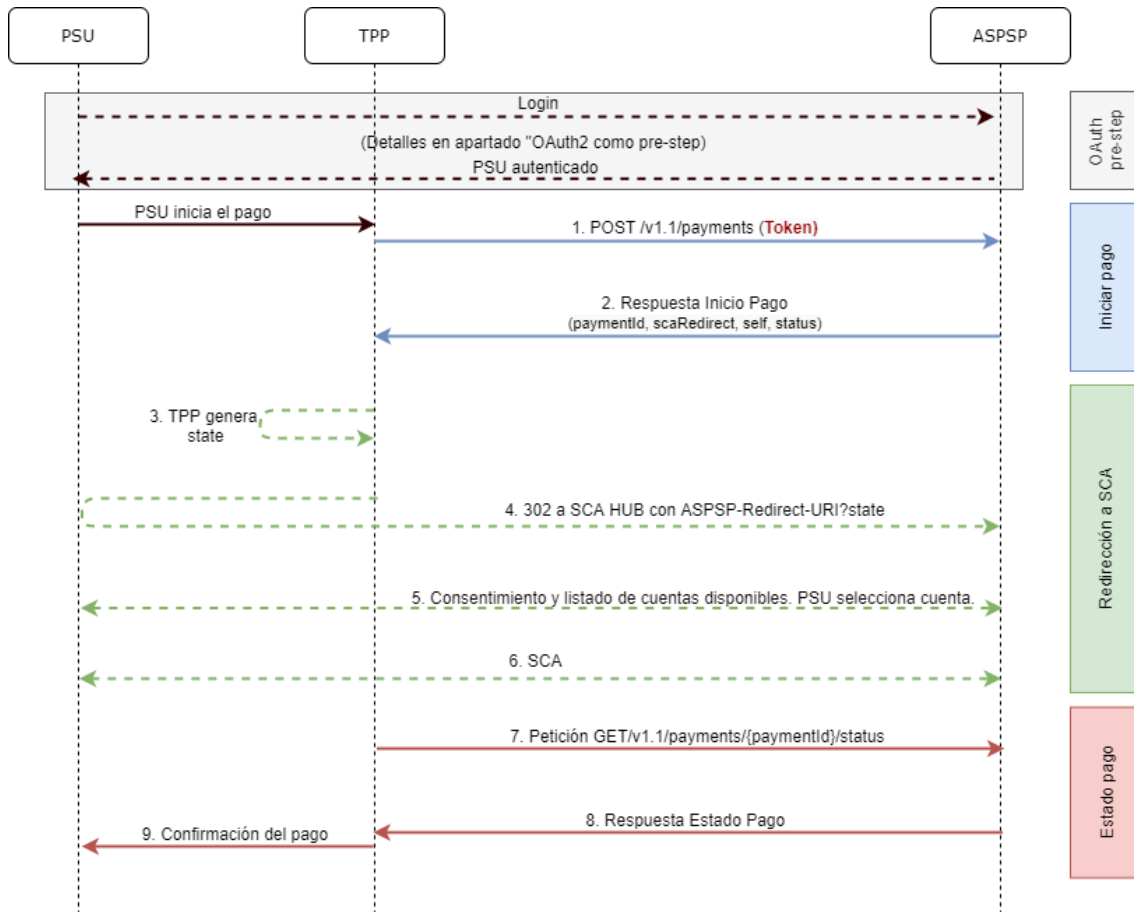 PSU
TPP
ASPSP
Login
(Detalles en apartado "OAuth2 como pre-step)
PSU autenticado
OAuth
pre-step
PSU inicia el pago
1. POST /v1.1/payments (Token)
2. Respuesta Inicio Pago
(paymentId, scaRedirect, self, status)
Iniciar pago
3. TPP genera
state
4. 302 a SCA HUB con ASPSP-Redirect-URI?state
5. Consentimiento y listado de cuentas disponibles. PSU selecciona cuenta.
6. SCA
Redirección a SCA
7. Petición GET/v1.1/payments/{paymentId}/status
8. Respuesta Estado Pago
9. Confirmación del pago
Estado pago